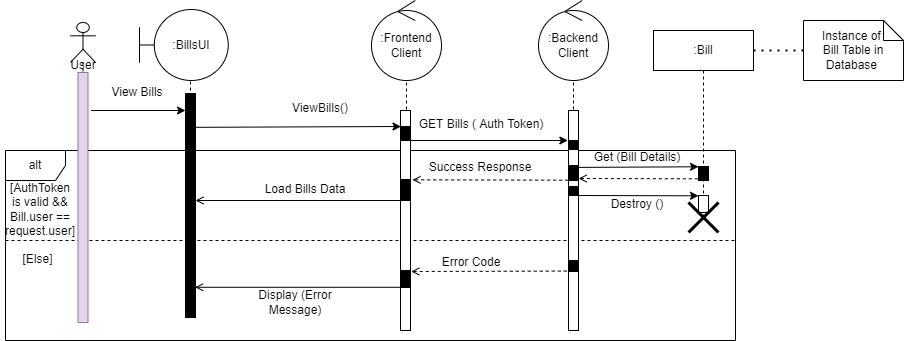 :BillsUI
:Frontend
Client
:Backend
Client
:Bill
Instance of
Bill Table in
Database
User
View Bills
ViewBills()
GET Bills ( Auth Token)
alt
Get (Bill Details)
Success Response
[AuthToken
is valid &&
Bill.user ==
request.user]
Load Bills Data
Destroy ()
[Else]
Error Code
Display (Error
Message)